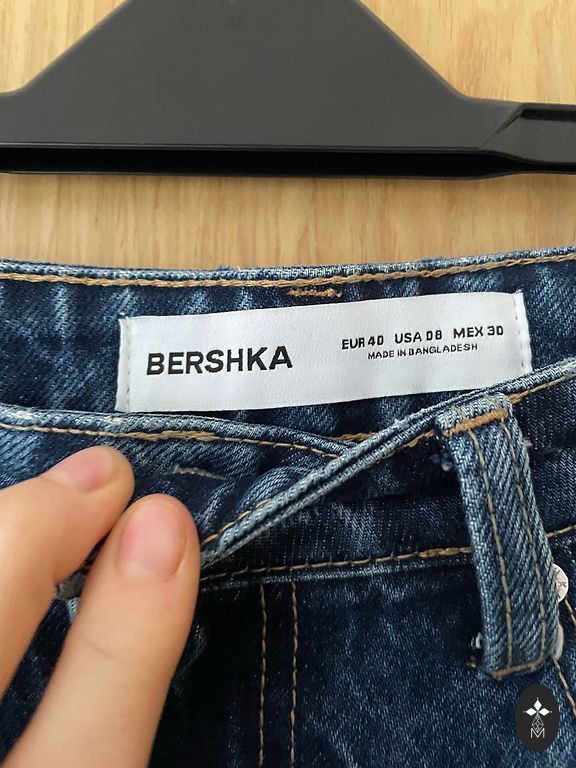 BERSHKA
EUR 40 USA 08 MEX 30
MADE IN BANGLADESH